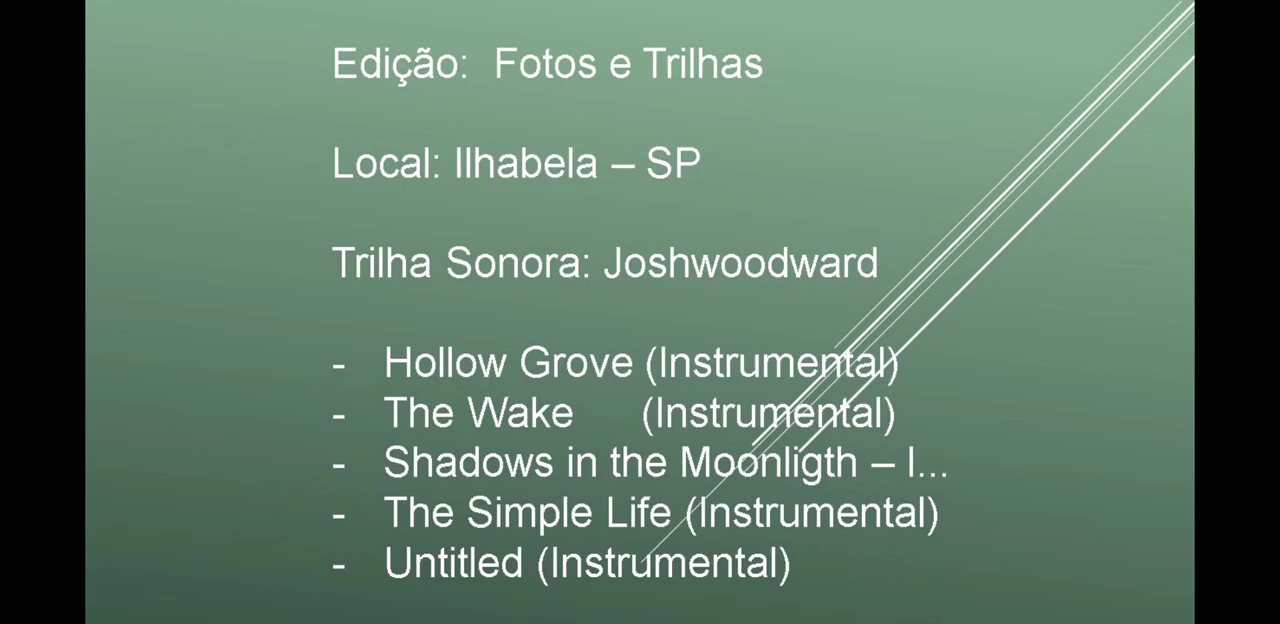 Edição: Fotos e Trilhas
Local: Ilhabela – SP
Trilha Sonora: Joshwoodward
- Hollow Grove (Instrumental)
- The Wake (Instrumental)
- Shadows in the Moonligth – I...
- The Simple Life (Instrumental)
- Untitled (Instrumental)